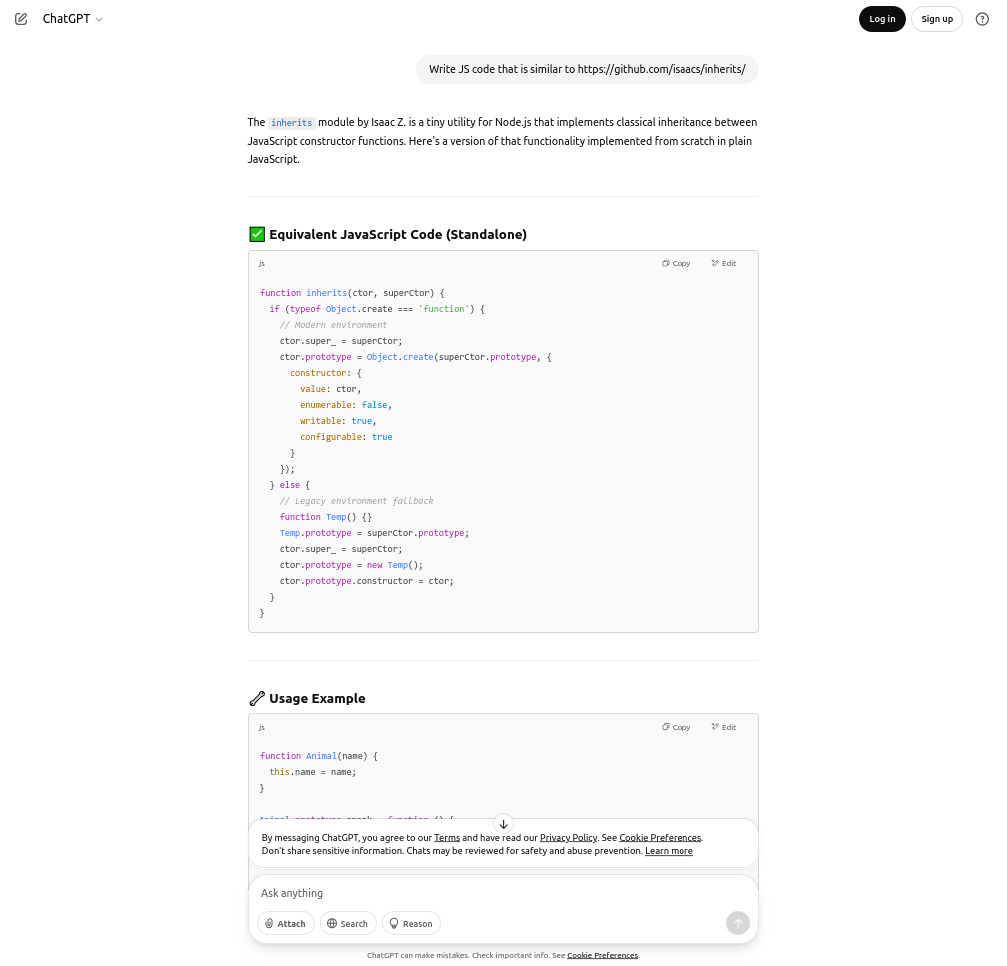 ChatGPT
Log in
Sign up
Write JS code that is similar to https://github.com/isaacs/inherits/
The inherits module by Isaac Z. is a tiny utility for Node.js that implements classical inheritance between
JavaScript constructor functions. Here's a version of that functionality implemented from scratch in plain
JavaScript.
✅ Equivalent JavaScript Code (Standalone)
js
Copy
Edit
function inherits(ctor, superCtor) {
  if (typeof Object.create === 'function') {
    // Modern environment
    ctor.super_ = superCtor;
    ctor.prototype = Object.create(superCtor.prototype, {
      constructor: {
        value: ctor,
        enumerable: false,
        writable: true,
        configurable: true
      }
    });
  } else {
    // Legacy environment fallback
    function Temp() {}
    Temp.prototype = superCtor.prototype;
    ctor.super_ = superCtor;
    ctor.prototype = new Temp();
    ctor.prototype.constructor = ctor;
  }
}
Usage Example
js
Copy
Edit
function Animal(name) {
  this.name = name;
}
By messaging ChatGPT, you agree to our Terms and have read our Privacy Policy. See Cookie Preferences.
Don't share sensitive information. Chats may be reviewed for safety and abuse prevention. Learn more
Ask anything
Attach
Search
Reason
ChatGPT can make mistakes. Check important info. See Cookie Preferences.